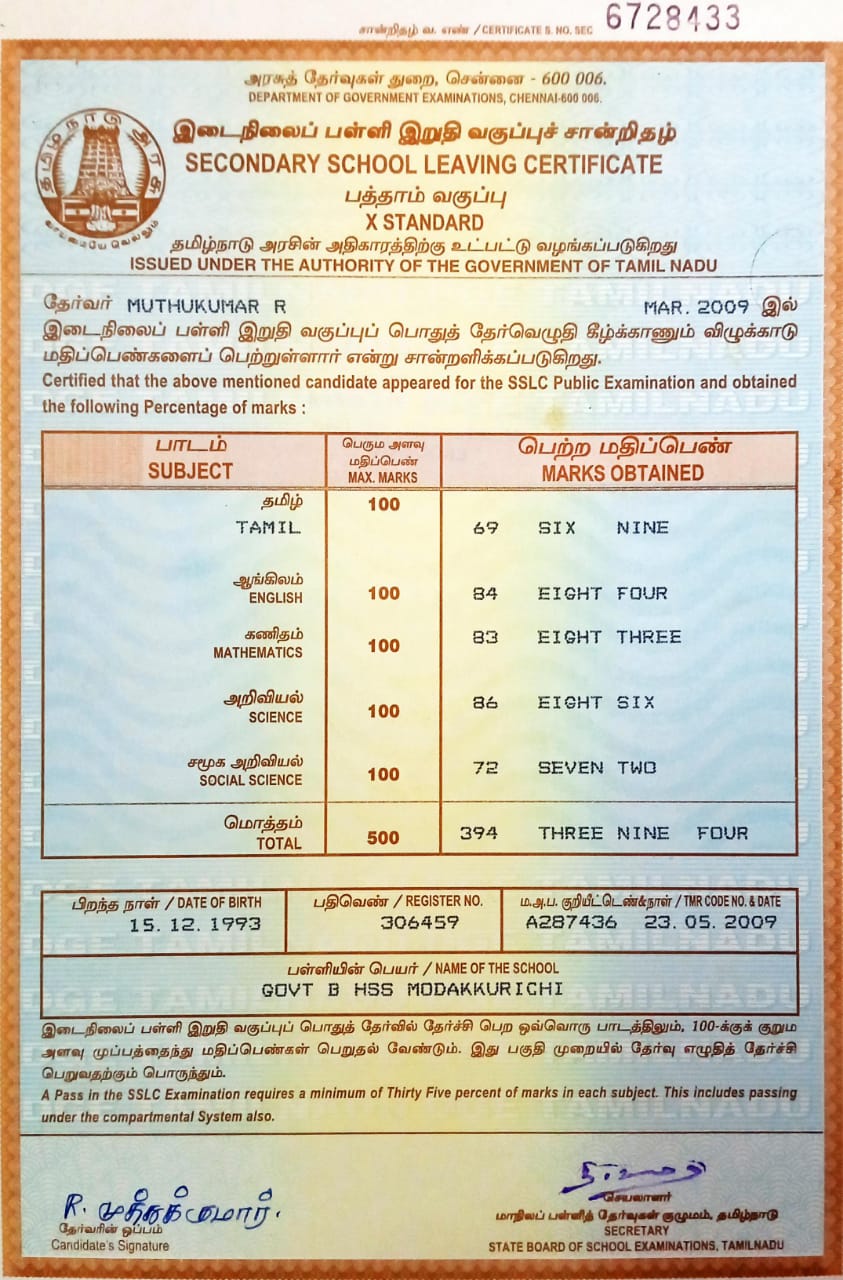 சான்றிதழ் வ. எண் / CERTIFICATE S. NO. SEC 6728433
அரசுத் தேர்வுகள் துறை, சென்னை - 600 006.
DEPARTMENT OF GOVERNMENT EXAMINATIONS, CHENNAI-600 006.
தமிழ்நாடு அரசு
வாய்மையே வெல்லும்
இடைநிலைப் பள்ளி இறுதி வகுப்புச் சான்றிதழ்
SECONDARY SCHOOL LEAVING CERTIFICATE
பத்தாம் வகுப்பு
X STANDARD
தமிழ்நாடு அரசின் அதிகாரத்திற்கு உட்பட்டு வழங்கப்படுகிறது
ISSUED UNDER THE AUTHORITY OF THE GOVERNMENT OF TAMIL NADU
தேர்வர் MUTHUKUMAR R MAR. 2009 இல்
இடைநிலைப் பள்ளி இறுதி வகுப்புப் பொதுத் தேர்வெழுதி கீழ்க்காணும் விழுக்காடு
மதிப்பெண்களைப் பெற்றுள்ளார் என்று சான்றளிக்கப்படுகிறது.
Certified that the above mentioned candidate appeared for the SSLC Public Examination and obtained
the following Percentage of marks :
பாடம் பெரும அளவு பெற்ற மதிப்பெண்
மதிப்பெண்
SUBJECT MAX. MARKS MARKS OBTAINED
தமிழ் 100
TAMIL 69 SIX NINE
ஆங்கிலம்
ENGLISH 100 84 EIGHT FOUR
கணிதம் 83 EIGHT THREE
MATHEMATICS 100
அறிவியல் 86 EIGHT SIX
SCIENCE 100
சமூக அறிவியல் 72 SEVEN TWO
SOCIAL SCIENCE 100
மொத்தம் 394 THREE NINE FOUR
TOTAL 500
பிறந்த நாள் / DATE OF BIRTH பதிவெண் / REGISTER NO. ம.அ.ப. குறியீட்டெண்&நாள் / TMR CODE NO. & DATE
15. 12. 1993 306459 A287436 23. 05. 2009
பள்ளியின் பெயர் / NAME OF THE SCHOOL
GOVT B HSS MODAKKURICHI
இடைநிலைப் பள்ளி இறுதி வகுப்புப் பொதுத் தேர்வில் தேர்ச்சி பெற ஒவ்வொரு பாடத்திலும், 100-க்குக் குறும
அளவு முப்பத்தைந்து மதிப்பெண்கள் பெறுதல் வேண்டும். இது பகுதி முறையில் தேர்வு எழுதித் தேர்ச்சி
பெறுவதற்கும் பொருந்தும்.
A Pass in the SSLC Examination requires a minimum of Thirty Five percent of marks in each subject. This includes passing
under the compartmental System also.
R. முத்துக்குமார்.
தேர்வரின் ஒப்பம்
Candidate's Signature
செயலாளர்
மாநிலப் பள்ளித் தேர்வுகள் குழுமம், தமிழ்நாடு
SECRETARY
STATE BOARD OF SCHOOL EXAMINATIONS, TAMILNADU